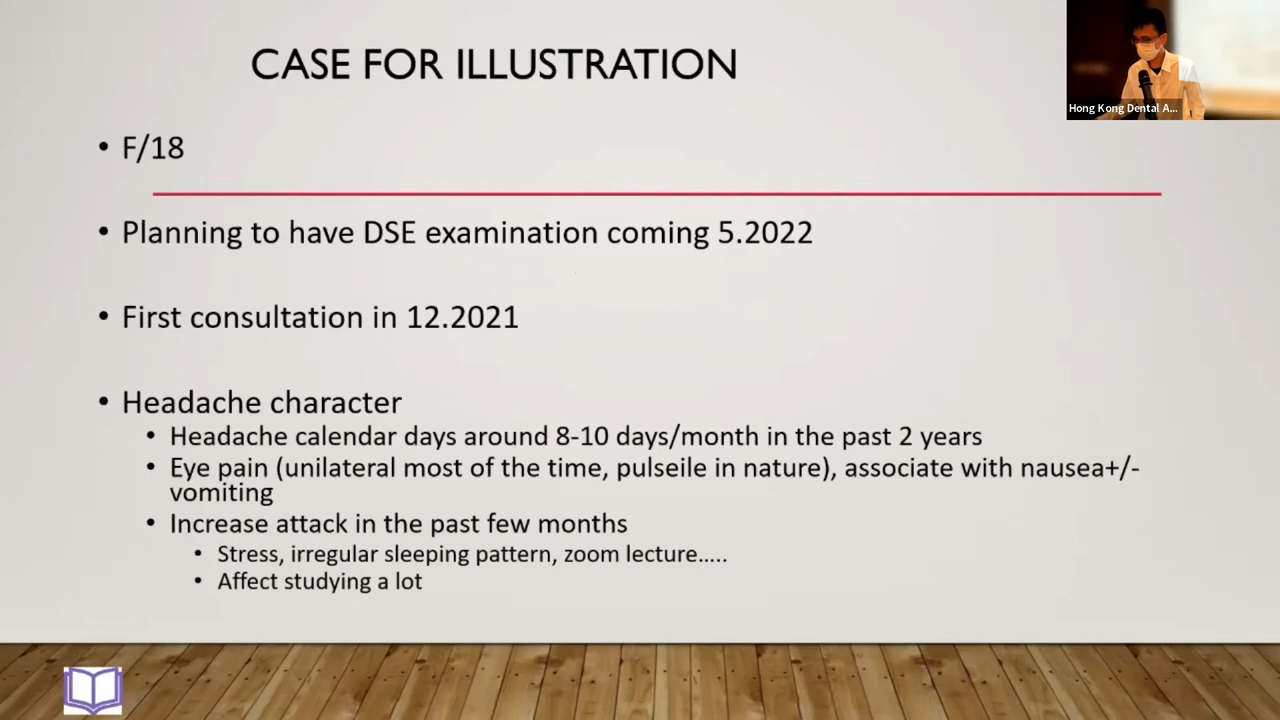 CASE FOR ILLUSTRATION
Hong Kong Dental A...
• F/18
• Planning to have DSE examination coming 5.2022
• First consultation in 12.2021
• Headache character
• Headache calendar days around 8-10 days/month in the past 2 years
• Eye pain (unilateral most of the time, pulseile in nature), associate with nausea+/-
vomiting
• Increase attack in the past few months
• Stress, irregular sleeping pattern, zoom lecture.....
• Affect studying a lot